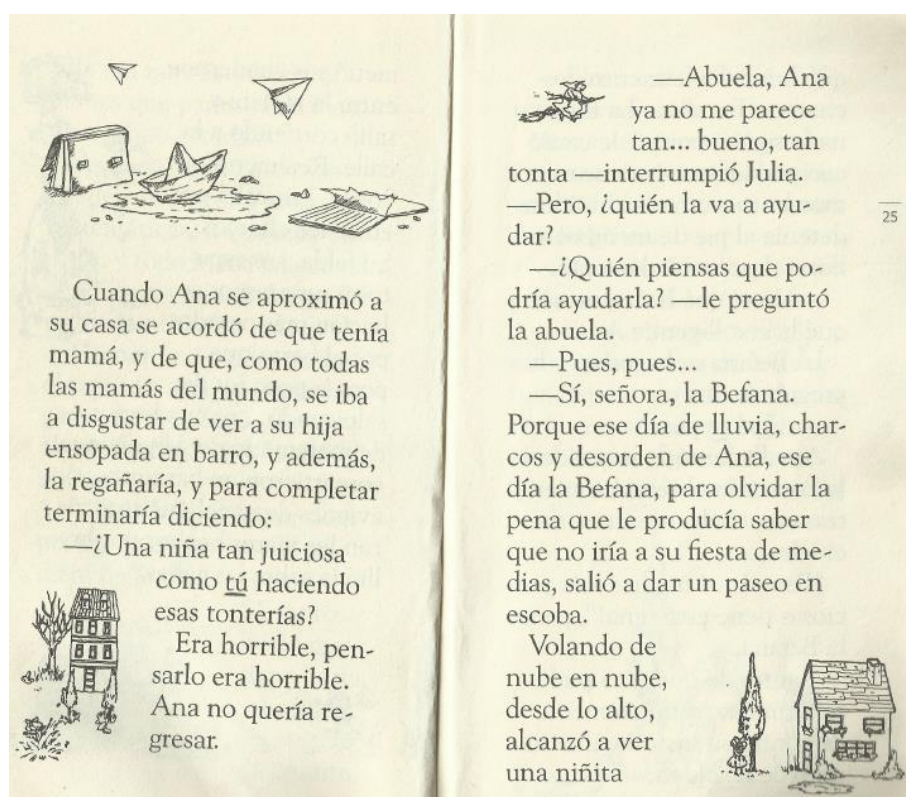 Cuando Ana se aproximó a
su casa se acordó de que tenía
mamá, y de que, como todas
las mamás del mundo, se iba
a disgustar de ver a su hija
ensopada en barro, y además,
la regañaría, y para completar
terminaría diciendo:
—¿Una niña tan juiciosa
como tú haciendo
esas tonterías?
Era horrible, pen-
sarlo era horrible.
Ana no quería re-
gresar.
—Abuela, Ana
ya no me parece
tan... bueno, tan
tonta —interrumpió Julia.
—Pero, ¿quién la va a ayu-
dar?
—¿Quién piensas que po-
dría ayudarla? —le preguntó
la abuela.
—Pues, pues...
—Sí, señora, la Befana.
Porque ese día de lluvia, char-
cos y desorden de Ana, ese
día la Befana, para olvidar la
pena que le producía saber
que no iría a su fiesta de me-
dias, salió a dar un paseo en
escoba.
Volando de
nube en nube,
desde lo alto,
alcanzó a ver
una niñita
25